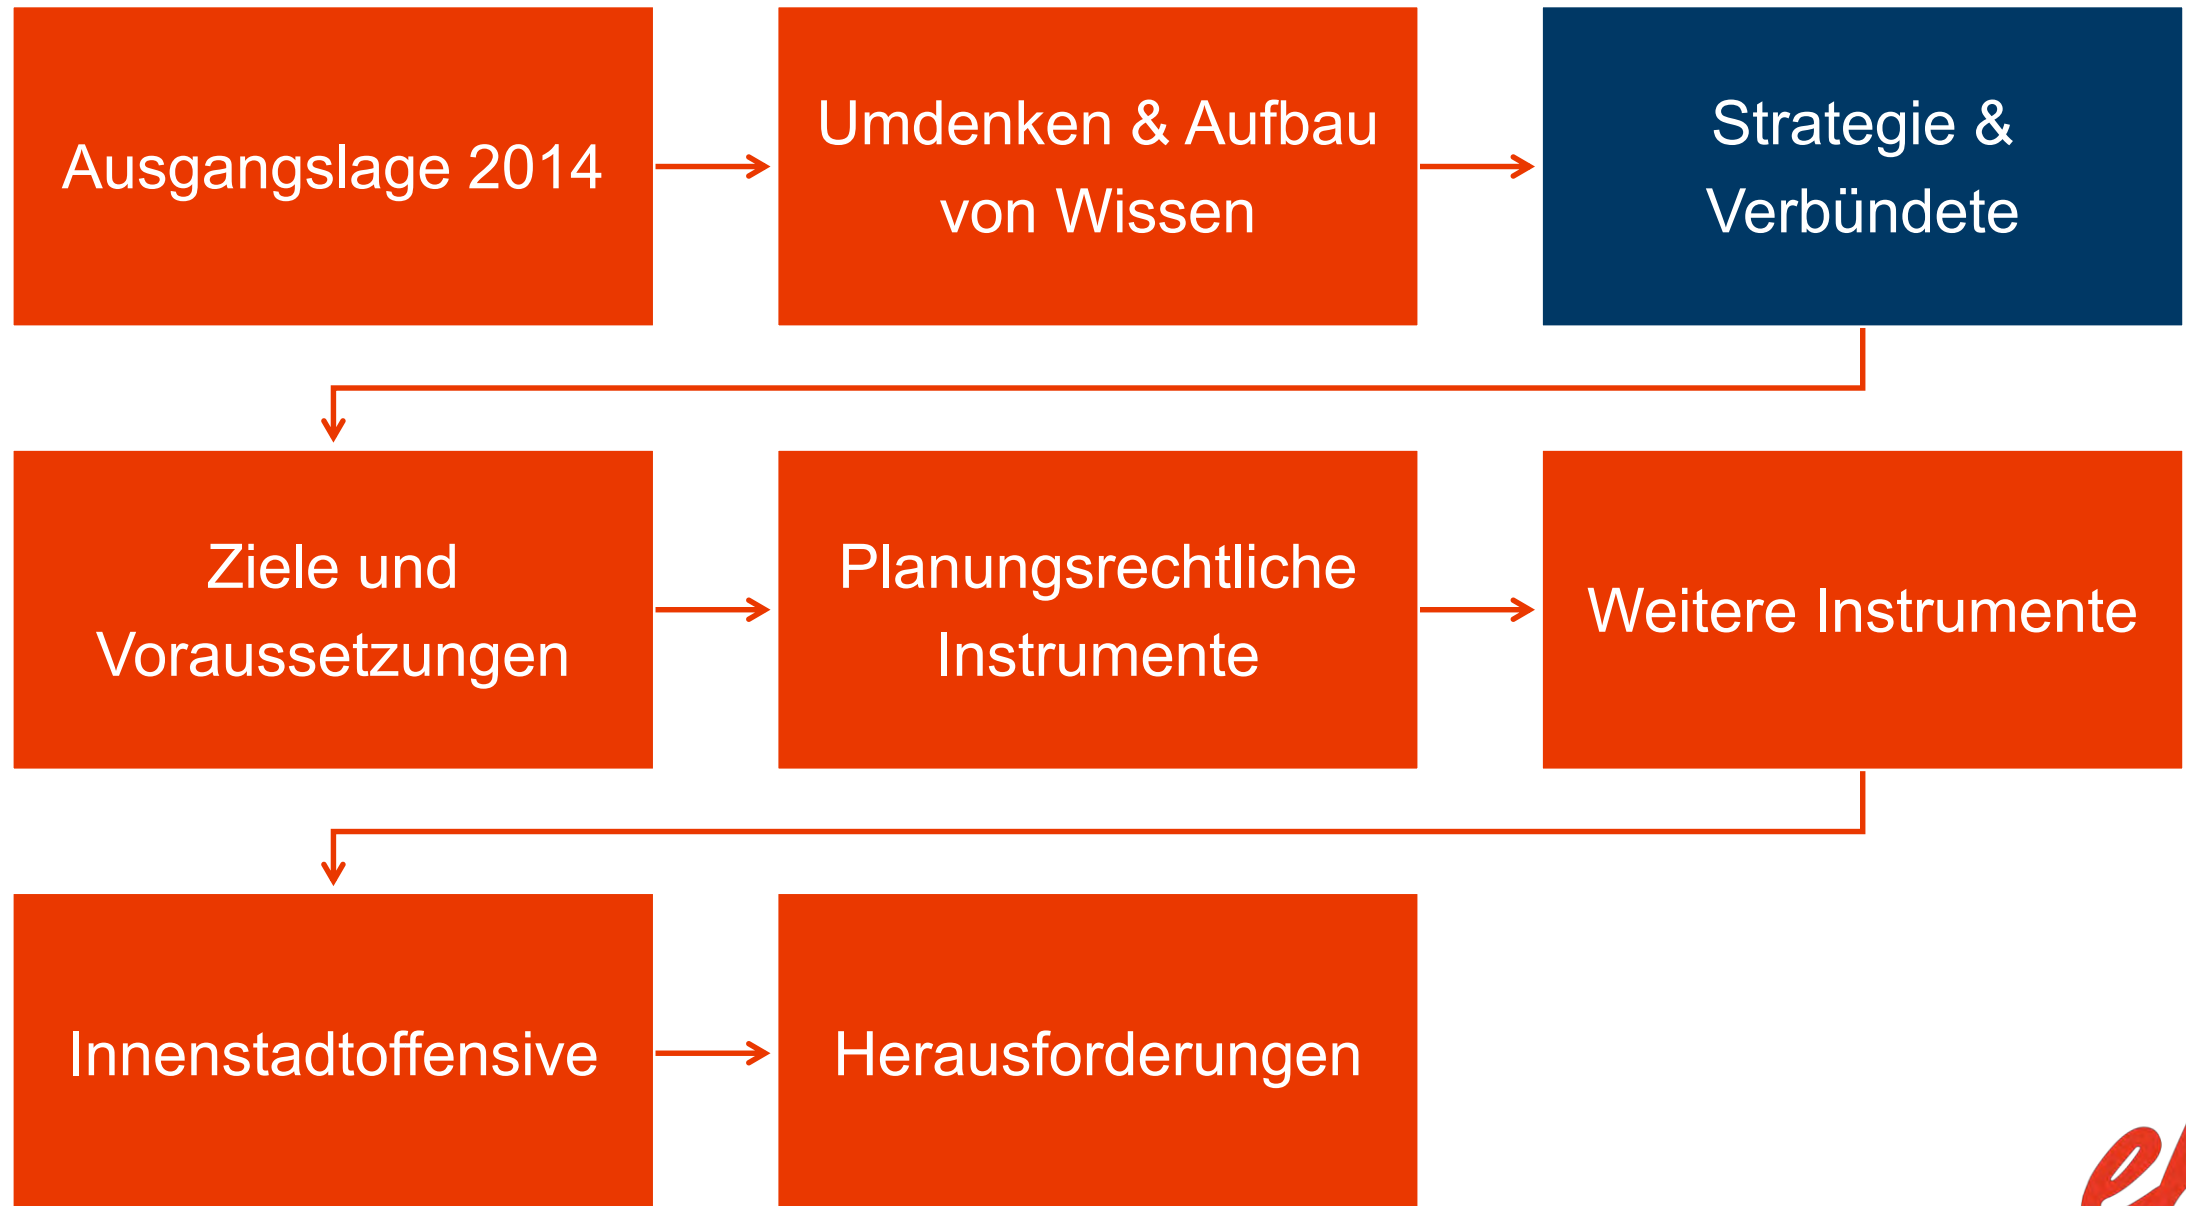 Ausgangslage 2014
Umdenken & Aufbau
von Wissen
Strategie &
Verbündete
Ziele und
Voraussetzungen
Planungsrechtliche
Instrumente
Weitere Instrumente
Innenstadtoffensive
Herausforderungen